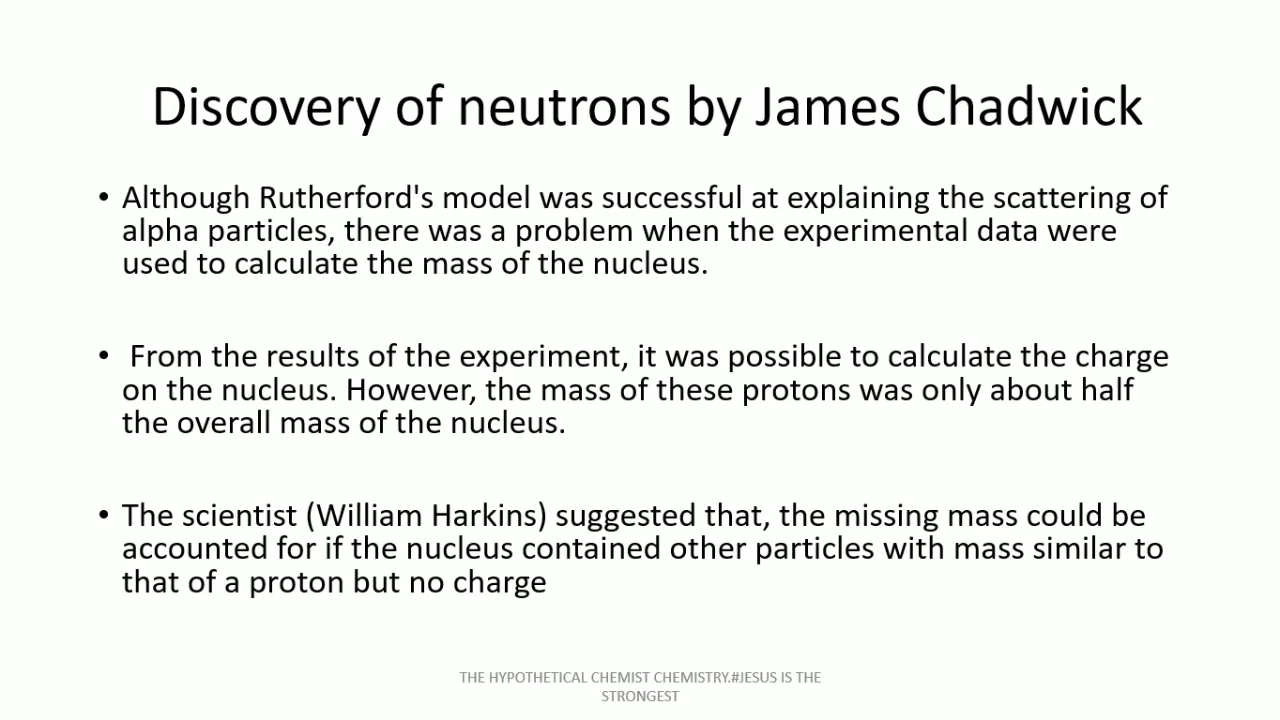 Discovery of neutrons by James Chadwick
• Although Rutherford's model was successful at explaining the scattering of
alpha particles, there was a problem when the experimental data were
used to calculate the mass of the nucleus.
• From the results of the experiment, it was possible to calculate the charge
on the nucleus. However, the mass of these protons was only about half
the overall mass of the nucleus.
• The scientist (William Harkins) suggested that, the missing mass could be
accounted for if the nucleus contained other particles with mass similar to
that of a proton but no charge
THE HYPOTHETICAL CHEMIST CHEMISTRY.#JESUS IS THE
STRONGEST